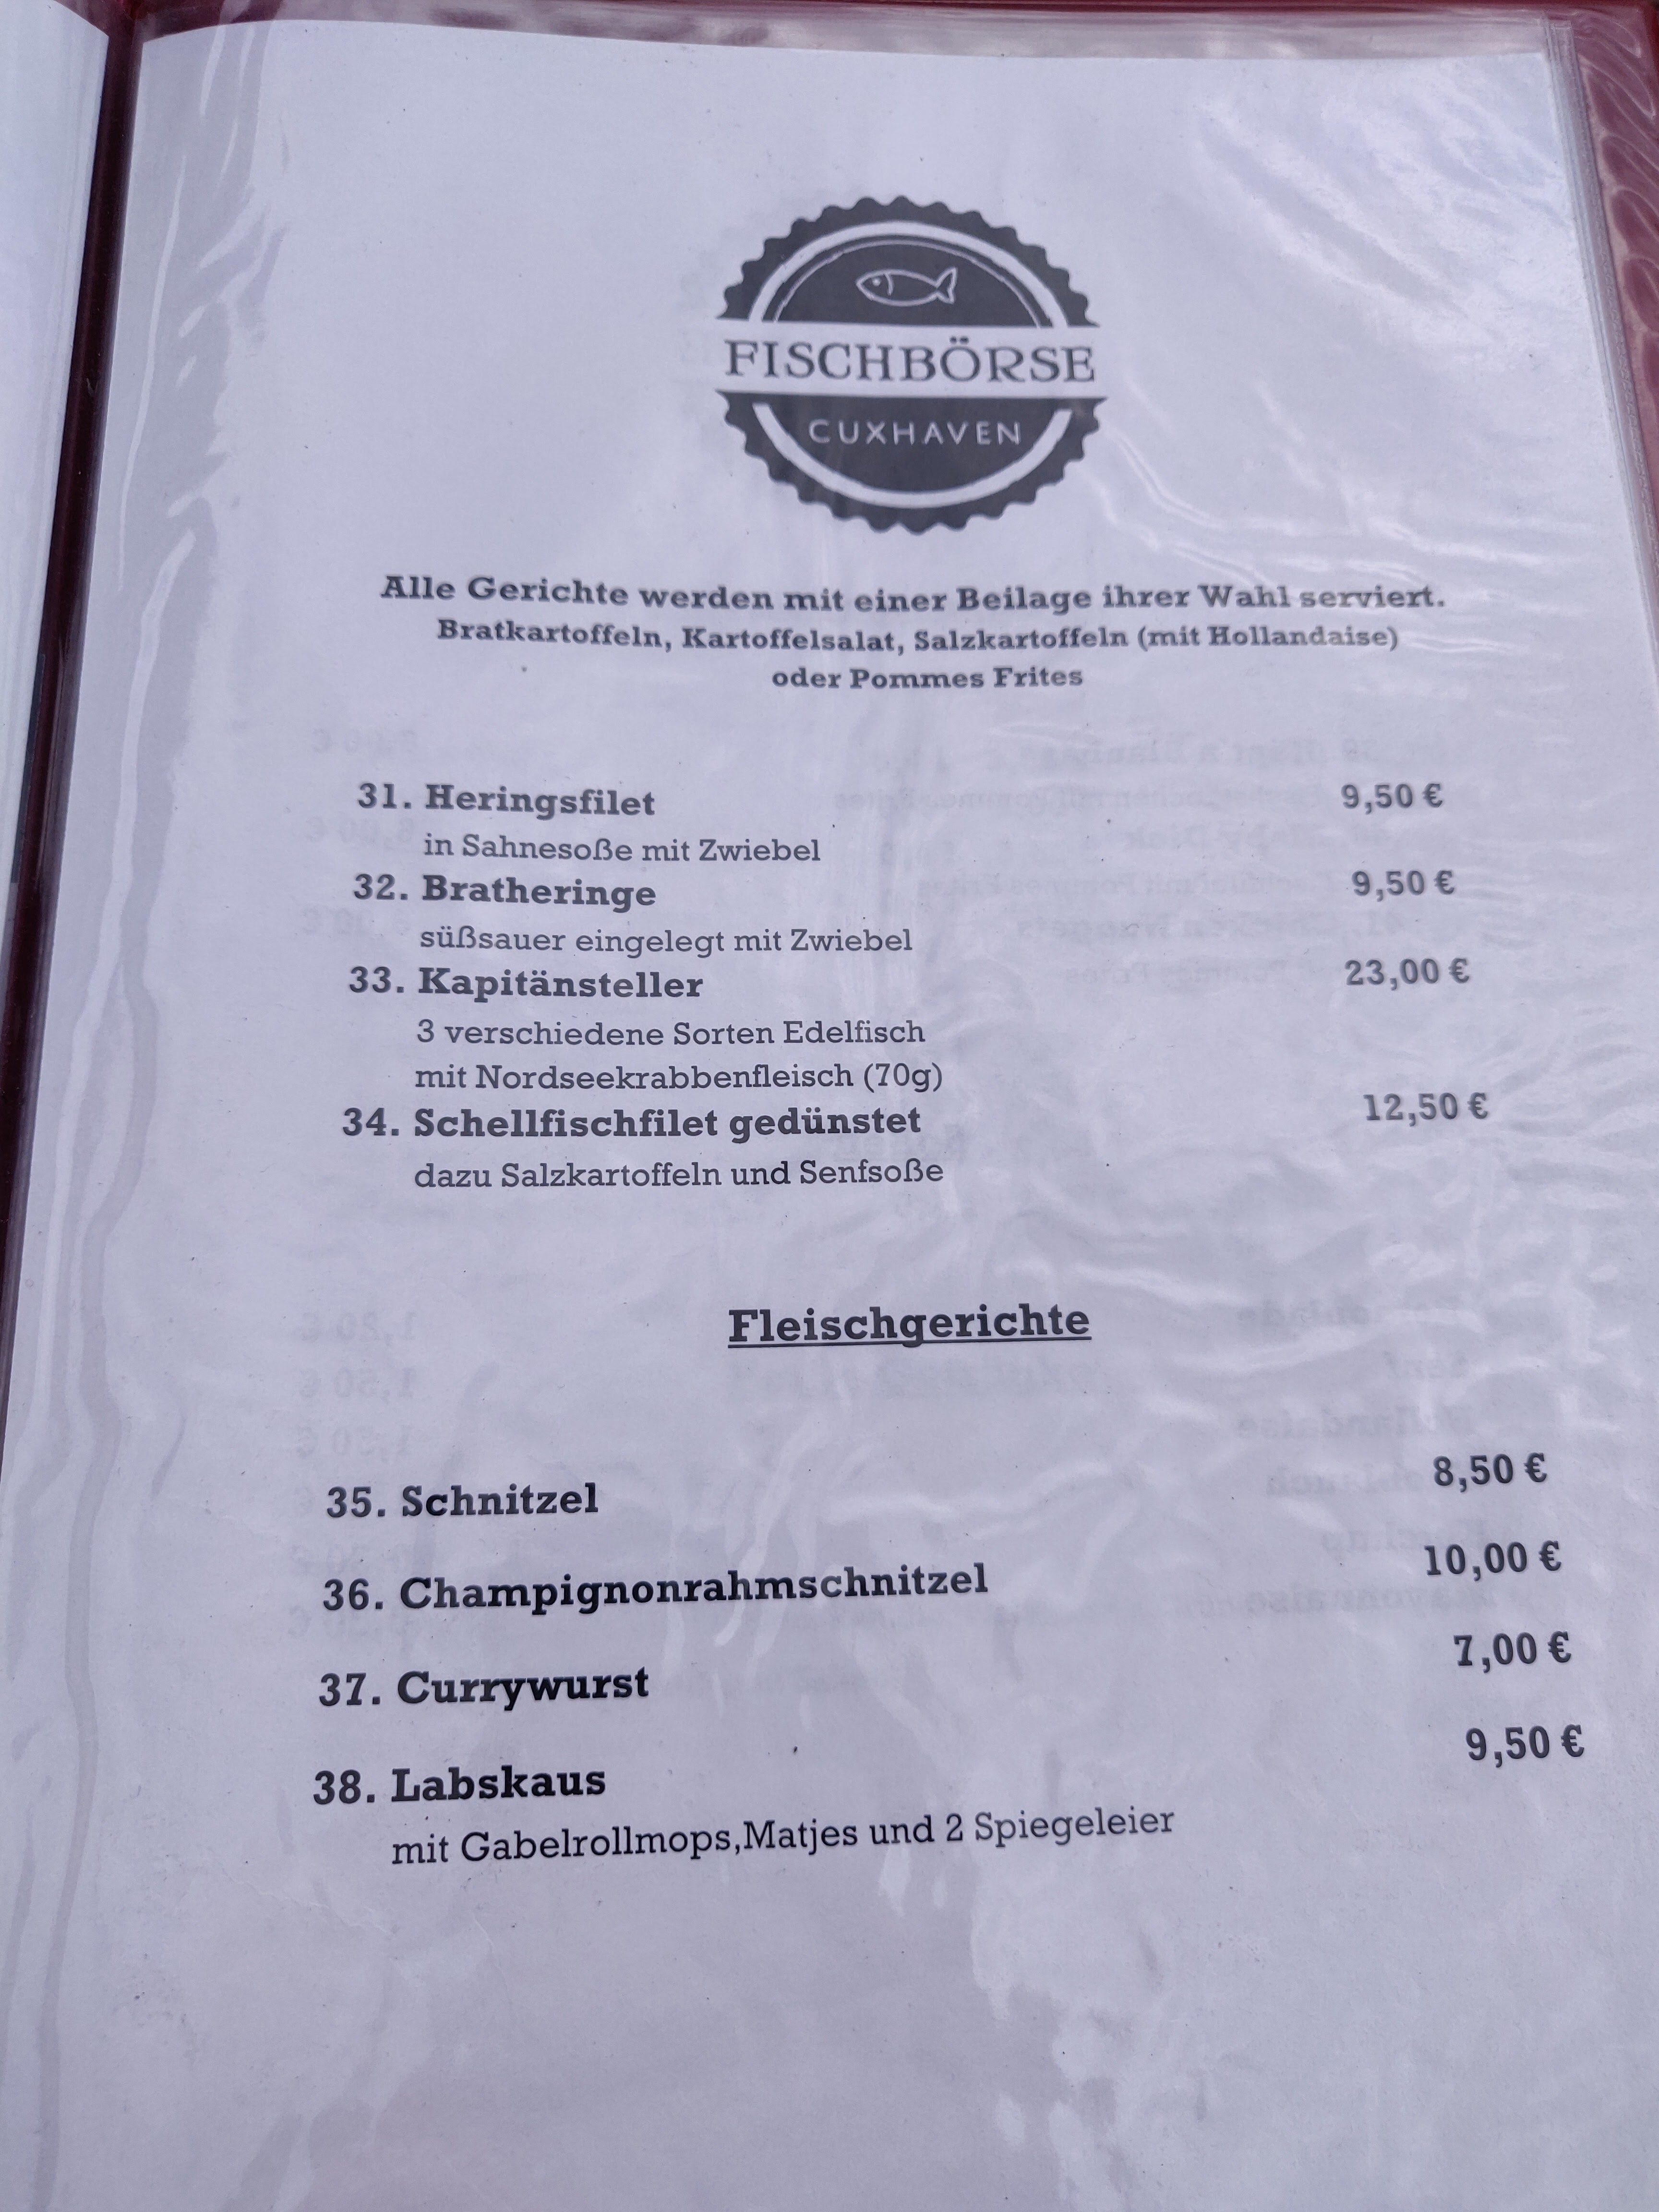 FISCHBÖRSE
CUXHAVEN
Alle Gerichte werden mit einer Beilage ihrer Wahl serviert.
Bratkartoffeln, Kartoffelsalat, Salzkartoffeln (mit Hollandaise)
oder Pommes Frites
31. Heringsfilet 9,50 €
in Sahnesoße mit Zwiebel
32. Bratheringe 9,50 €
süßsauer eingelegt mit Zwiebel
33. Kapitänsteller 23,00 €
3 verschiedene Sorten Edelfisch
mit Nordseekrabbenfleisch (70g)
34. Schellfischfilet gedünstet 12,50 €
dazu Salzkartoffeln und Senfsoße
Fleischgerichte
35. Schnitzel 8,50 €
36. Champignonrahmschnitzel 10,00 €
37. Currywurst 7,00 €
38. Labskaus 9,50 €
mit Gabelrollmops,Matjes und 2 Spiegeleier